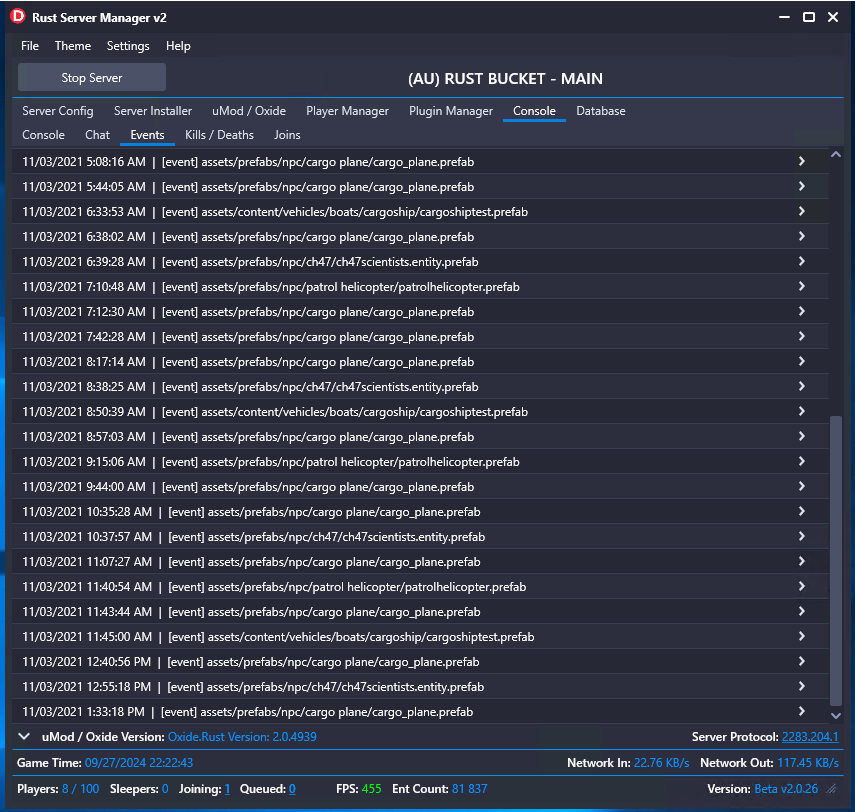 D Rust Server Manager v2
File Theme Settings Help
Stop Server (AU) RUST BUCKET - MAIN
Server Config Server Installer uMod / Oxide Player Manager Plugin Manager Console Database
Console Chat Events Kills / Deaths Joins
11/03/2021 5:08:16 AM | [event] assets/prefabs/npc/cargo plane/cargo_plane.prefab
11/03/2021 5:44:05 AM | [event] assets/prefabs/npc/cargo plane/cargo_plane.prefab
11/03/2021 6:33:53 AM | [event] assets/content/vehicles/boats/cargoship/cargoshiptest.prefab
11/03/2021 6:38:02 AM | [event] assets/prefabs/npc/cargo plane/cargo_plane.prefab
11/03/2021 6:39:28 AM | [event] assets/prefabs/npc/ch47/ch47scientists.entity.prefab
11/03/2021 7:10:48 AM | [event] assets/prefabs/npc/patrol helicopter/patrolhelicopter.prefab
11/03/2021 7:12:30 AM | [event] assets/prefabs/npc/cargo plane/cargo_plane.prefab
11/03/2021 7:42:28 AM | [event] assets/prefabs/npc/cargo plane/cargo_plane.prefab
11/03/2021 8:17:14 AM | [event] assets/prefabs/npc/cargo plane/cargo_plane.prefab
11/03/2021 8:38:25 AM | [event] assets/prefabs/npc/ch47/ch47scientists.entity.prefab
11/03/2021 8:50:39 AM | [event] assets/content/vehicles/boats/cargoship/cargoshiptest.prefab
11/03/2021 8:57:03 AM | [event] assets/prefabs/npc/cargo plane/cargo_plane.prefab
11/03/2021 9:15:06 AM | [event] assets/prefabs/npc/patrol helicopter/patrolhelicopter.prefab
11/03/2021 9:44:00 AM | [event] assets/prefabs/npc/cargo plane/cargo_plane.prefab
11/03/2021 10:35:28 AM | [event] assets/prefabs/npc/cargo plane/cargo_plane.prefab
11/03/2021 10:37:57 AM | [event] assets/prefabs/npc/ch47/ch47scientists.entity.prefab
11/03/2021 11:07:27 AM | [event] assets/prefabs/npc/cargo plane/cargo_plane.prefab
11/03/2021 11:40:54 AM | [event] assets/prefabs/npc/patrol helicopter/patrolhelicopter.prefab
11/03/2021 11:43:44 AM | [event] assets/prefabs/npc/cargo plane/cargo_plane.prefab
11/03/2021 11:45:00 AM | [event] assets/content/vehicles/boats/cargoship/cargoshiptest.prefab
11/03/2021 12:40:56 PM | [event] assets/prefabs/npc/cargo plane/cargo_plane.prefab
11/03/2021 12:55:18 PM | [event] assets/prefabs/npc/ch47/ch47scientists.entity.prefab
11/03/2021 1:33:18 PM | [event] assets/prefabs/npc/cargo plane/cargo_plane.prefab
uMod / Oxide Version: Oxide.Rust Version: 2.0.4939 Server Protocol: 2283.204.1
Game Time: 09/27/2024 22:22:43 Network In: 22.76 KB/s Network Out: 117.45 KB/s
Players: 8 / 100 Sleepers: 0 Joining: 1 Queued: 0 FPS: 455 Ent Count: 81 837 Version: Beta v2.0.26